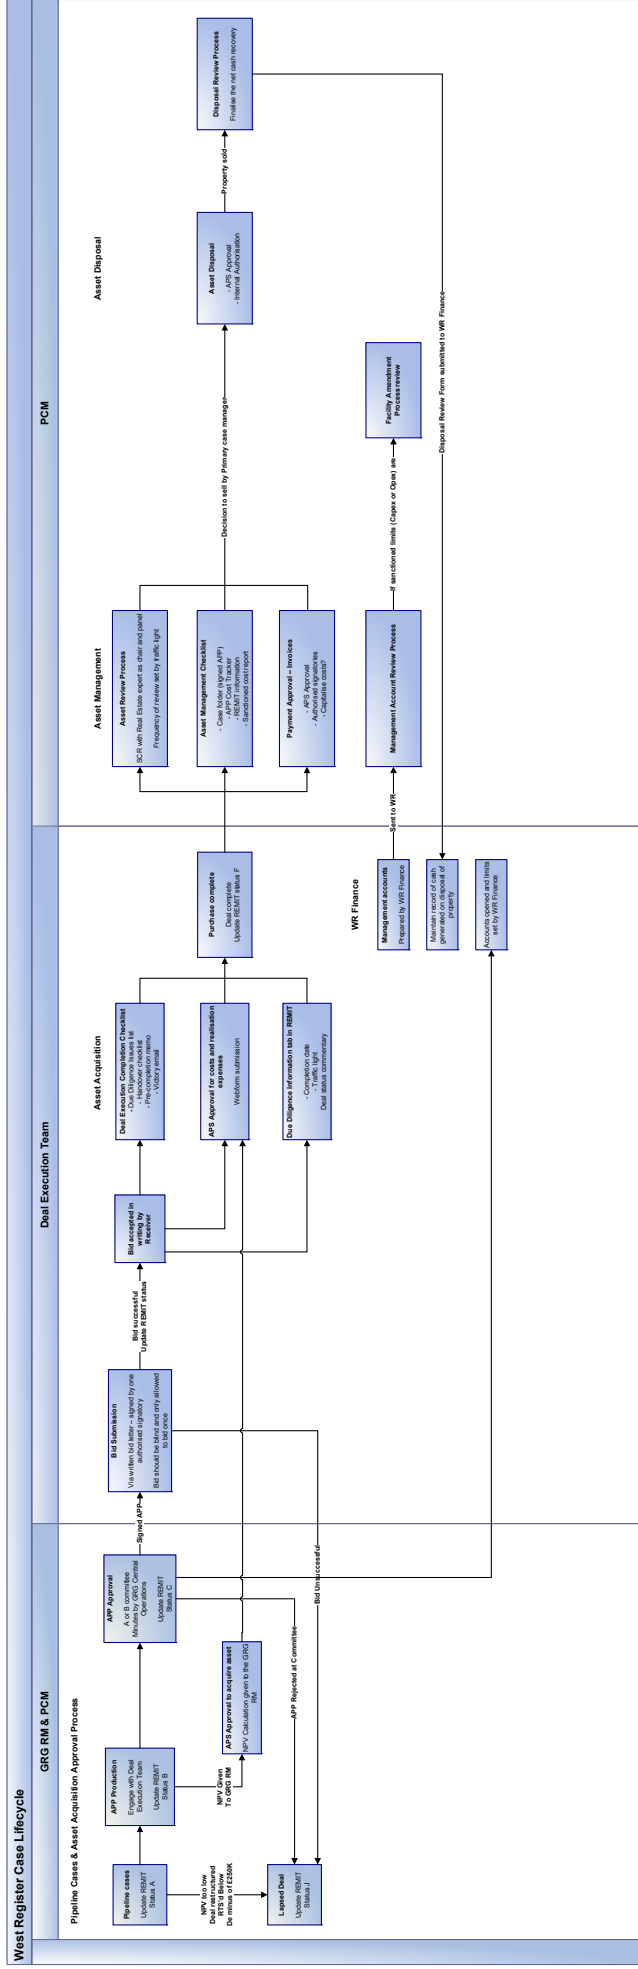 West Register Case Lifecycle
GRG RM & PCM
Deal Execution Team
PCM
Pipeline Cases & Asset Acquisition Approval Process
Pipeline cases
Update REMIT
Status A
NPV too low
Deal restructured
RTS'd Below
De minus of £250K
Lapsed Deal
Update REMIT
Status J
APP Production
Engage with Deal
Execution Team
Update REMIT
Status B
NPV Given
To GRG RM
APS Approval to acquire asset
NPV Calculation given to the GRG
RM
APP Approval
A or B committee
Minutes by GRG Central
Operations
Update REMIT
Status C
APP Rejected at Committee
Signed APP
Bid Unsuccessful
Bid Submission
Via written bid letter – signed by one
authorised signatory
Bid should be blind and only allowed
to bid once
Bid successful
Update REMIT status
Bid accepted in
writing by
Receiver
Asset Acquisition
Deal Execution Completion Checklist
- Due Diligence Issues list
- Handover checklist
- Pre-completion memo
- Victory email
APS Approval for costs and realisation
expenses
Webform submission
Due Diligence Information tab in REMIT
- Completion date
- Traffic light
Deal status commentary
Purchase complete
Deal complete
Update REMIT status F
WR Finance
Management accounts
Prepared by WR Finance
Maintain record of cash
generated on disposal of
property
Accounts opened and limits
set by WR Finance
Sent to WR
Asset Management
Asset Review Process
SCR with Real Estate expert as chair and panel
Frequency of review set by traffic light
Asset Management Checklist
- Case folder (signed APP)
- APP Cost Tracker
- REMIT information
- Sanctioned cost report
Payment Approval – Invoices
- APS Approval
- Authorised signatories
- Capitalise costs?
Management Account Review Process
If sanctioned limits (Capex or Opex) are
Facility Amendment
Process review
Decision to sell by Primary case manager
Asset Disposal
Asset Disposal
- APS Approval
- Internal Authorisation
Property sold
Disposal Review Process
Finalise the net cash recovery
Disposal Review Form submitted to WR Finance